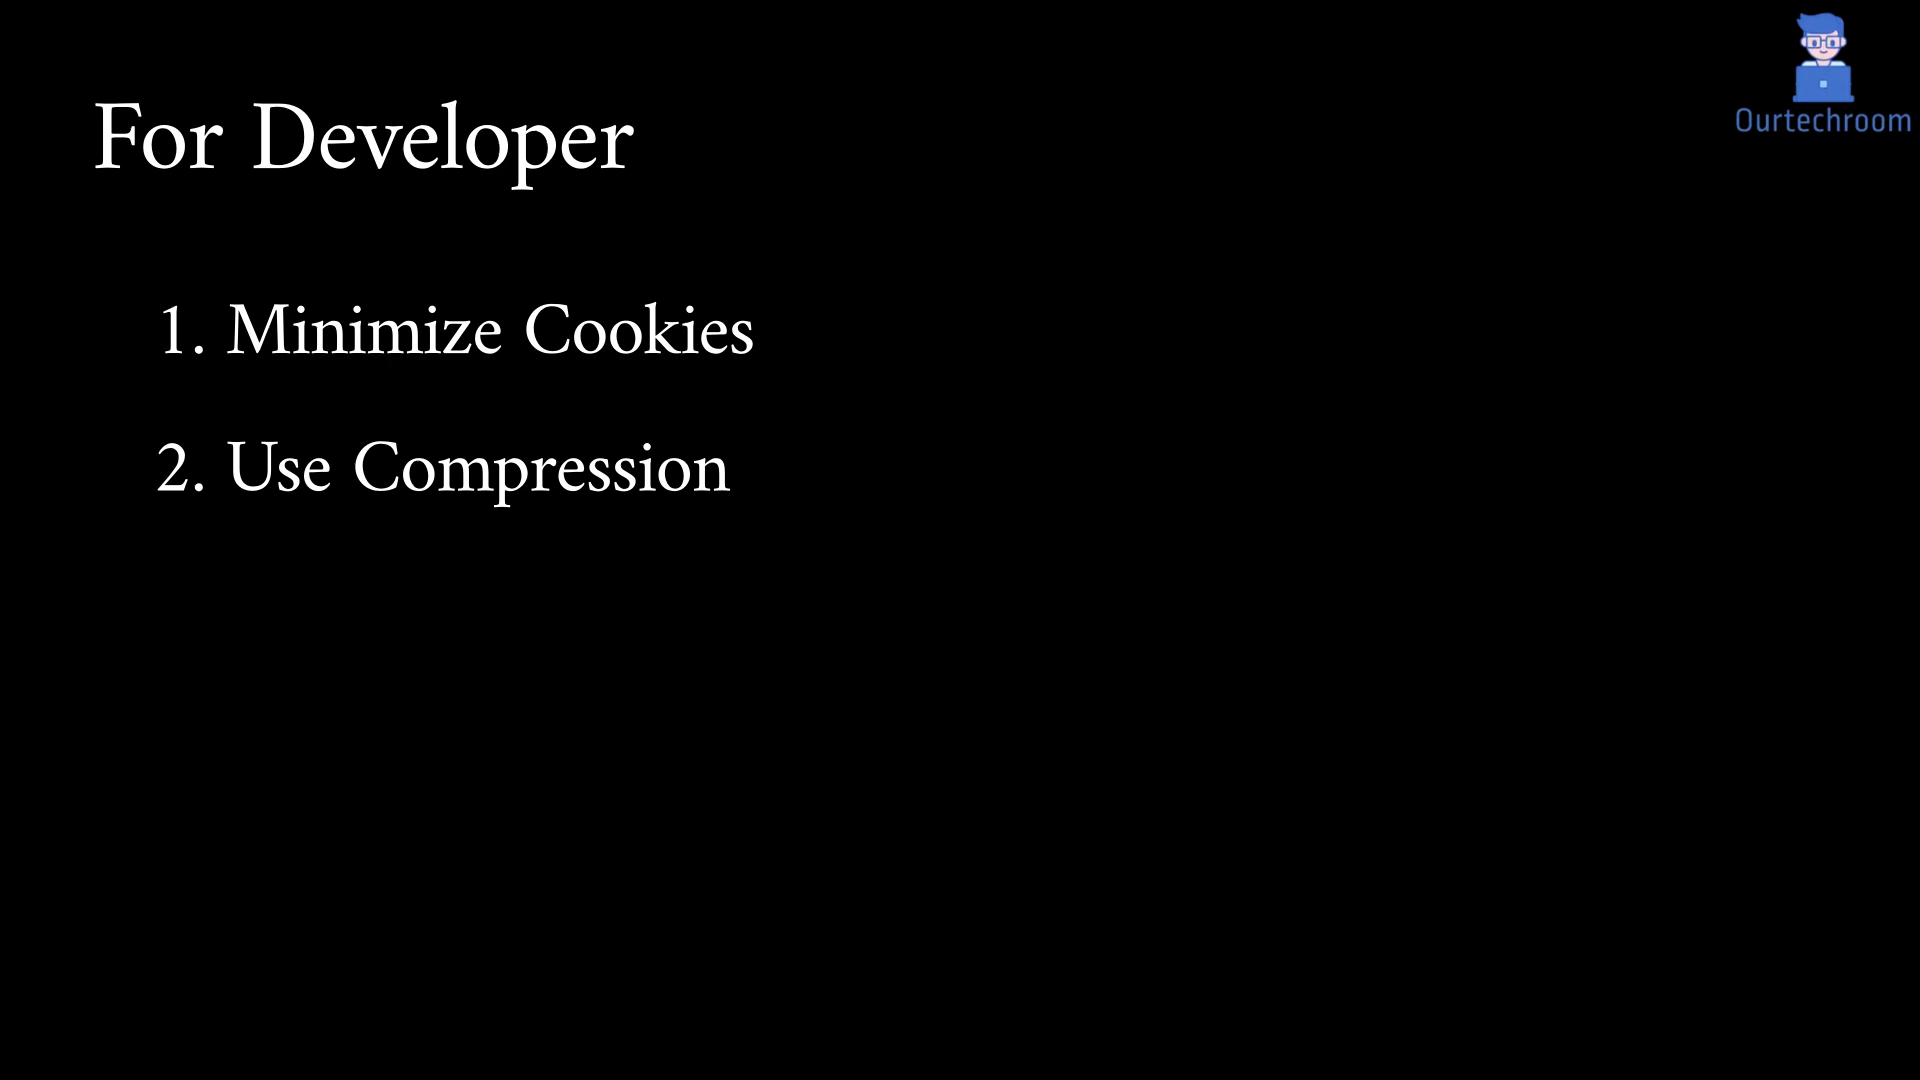 Ourtechroom
For Developer
1. Minimize Cookies
2. Use Compression